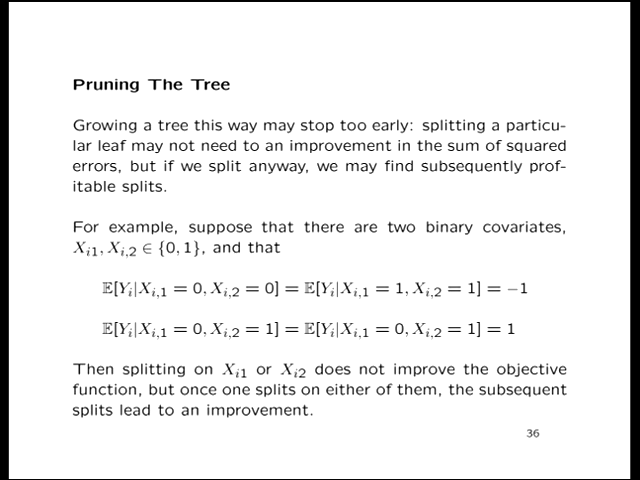 Pruning The Tree
Growing a tree this way may stop too early: splitting a particu-
lar leaf may not need to an improvement in the sum of squared
errors, but if we split anyway, we may find subsequently prof-
itable splits.
For example, suppose that there are two binary covariates,
X_{i1}, X_{i,2} ∈ {0, 1}, and that
𝔼[Y_i|X_{i,1} = 0, X_{i,2} = 0] = 𝔼[Y_i|X_{i,1} = 1, X_{i,2} = 1] = −1
𝔼[Y_i|X_{i,1} = 0, X_{i,2} = 1] = 𝔼[Y_i|X_{i,1} = 0, X_{i,2} = 1] = 1
Then splitting on X_{i1} or X_{i2} does not improve the objective
function, but once one splits on either of them, the subsequent
splits lead to an improvement.
36